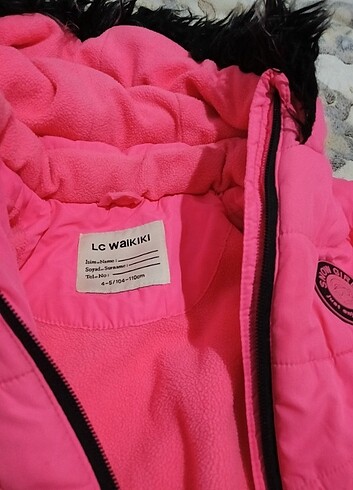 LC WAIKIKI
İsim-Name :
Soyad-Surname :
Tel-No :
4-5/104-110cm